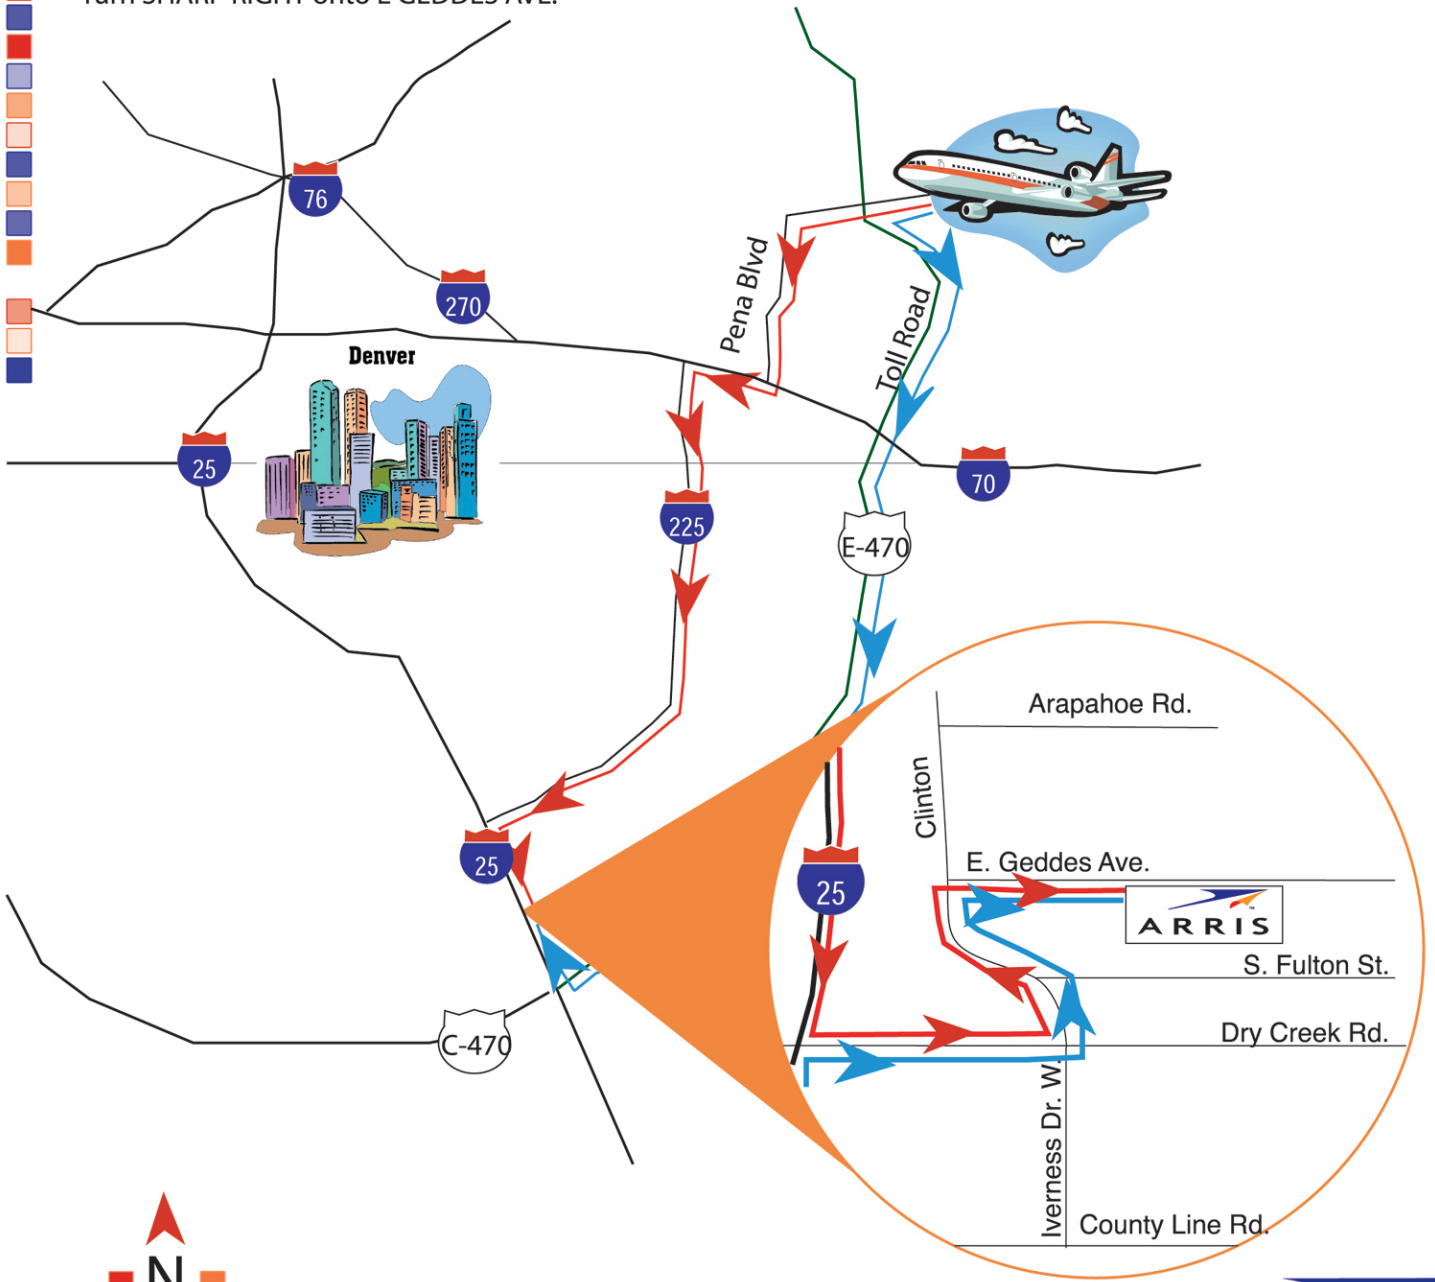 Turn SHARP RIGHT onto E GEDDES AVE.
76
270
Pena Blvd
Toll Road
Denver
25
70
225
E-470
Arapahoe Rd.
Clinton
25
E. Geddes Ave.
25
ARRIS
S. Fulton St.
Dry Creek Rd.
C-470
Iverness Dr. W.
County Line Rd.
N